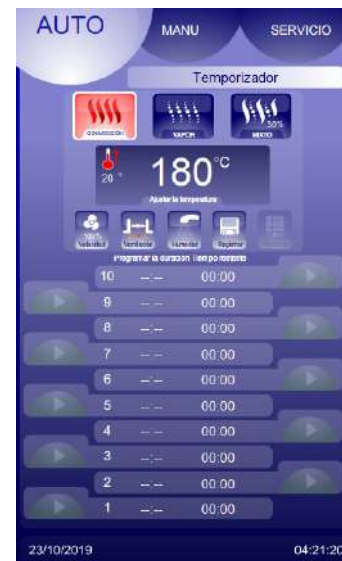 AUTO MANU SERVICIO
Temporizador
30%
CONVECCIÓN VAPOR MIXTO
20 ° 180°C
Ajustar la temperatura
100%
Velocidad Ventilador Humedad Registrar
Programar la duración Tiempo restante
10 --:-- 00:00
9 --:-- 00:00
8 --:-- 00:00
7 --:-- 00:00
6 --:-- 00:00
5 --:-- 00:00
4 --:-- 00:00
3 --:-- 00:00
2 --:-- 00:00
1 --:-- 00:00
23/10/2019 04:21:20